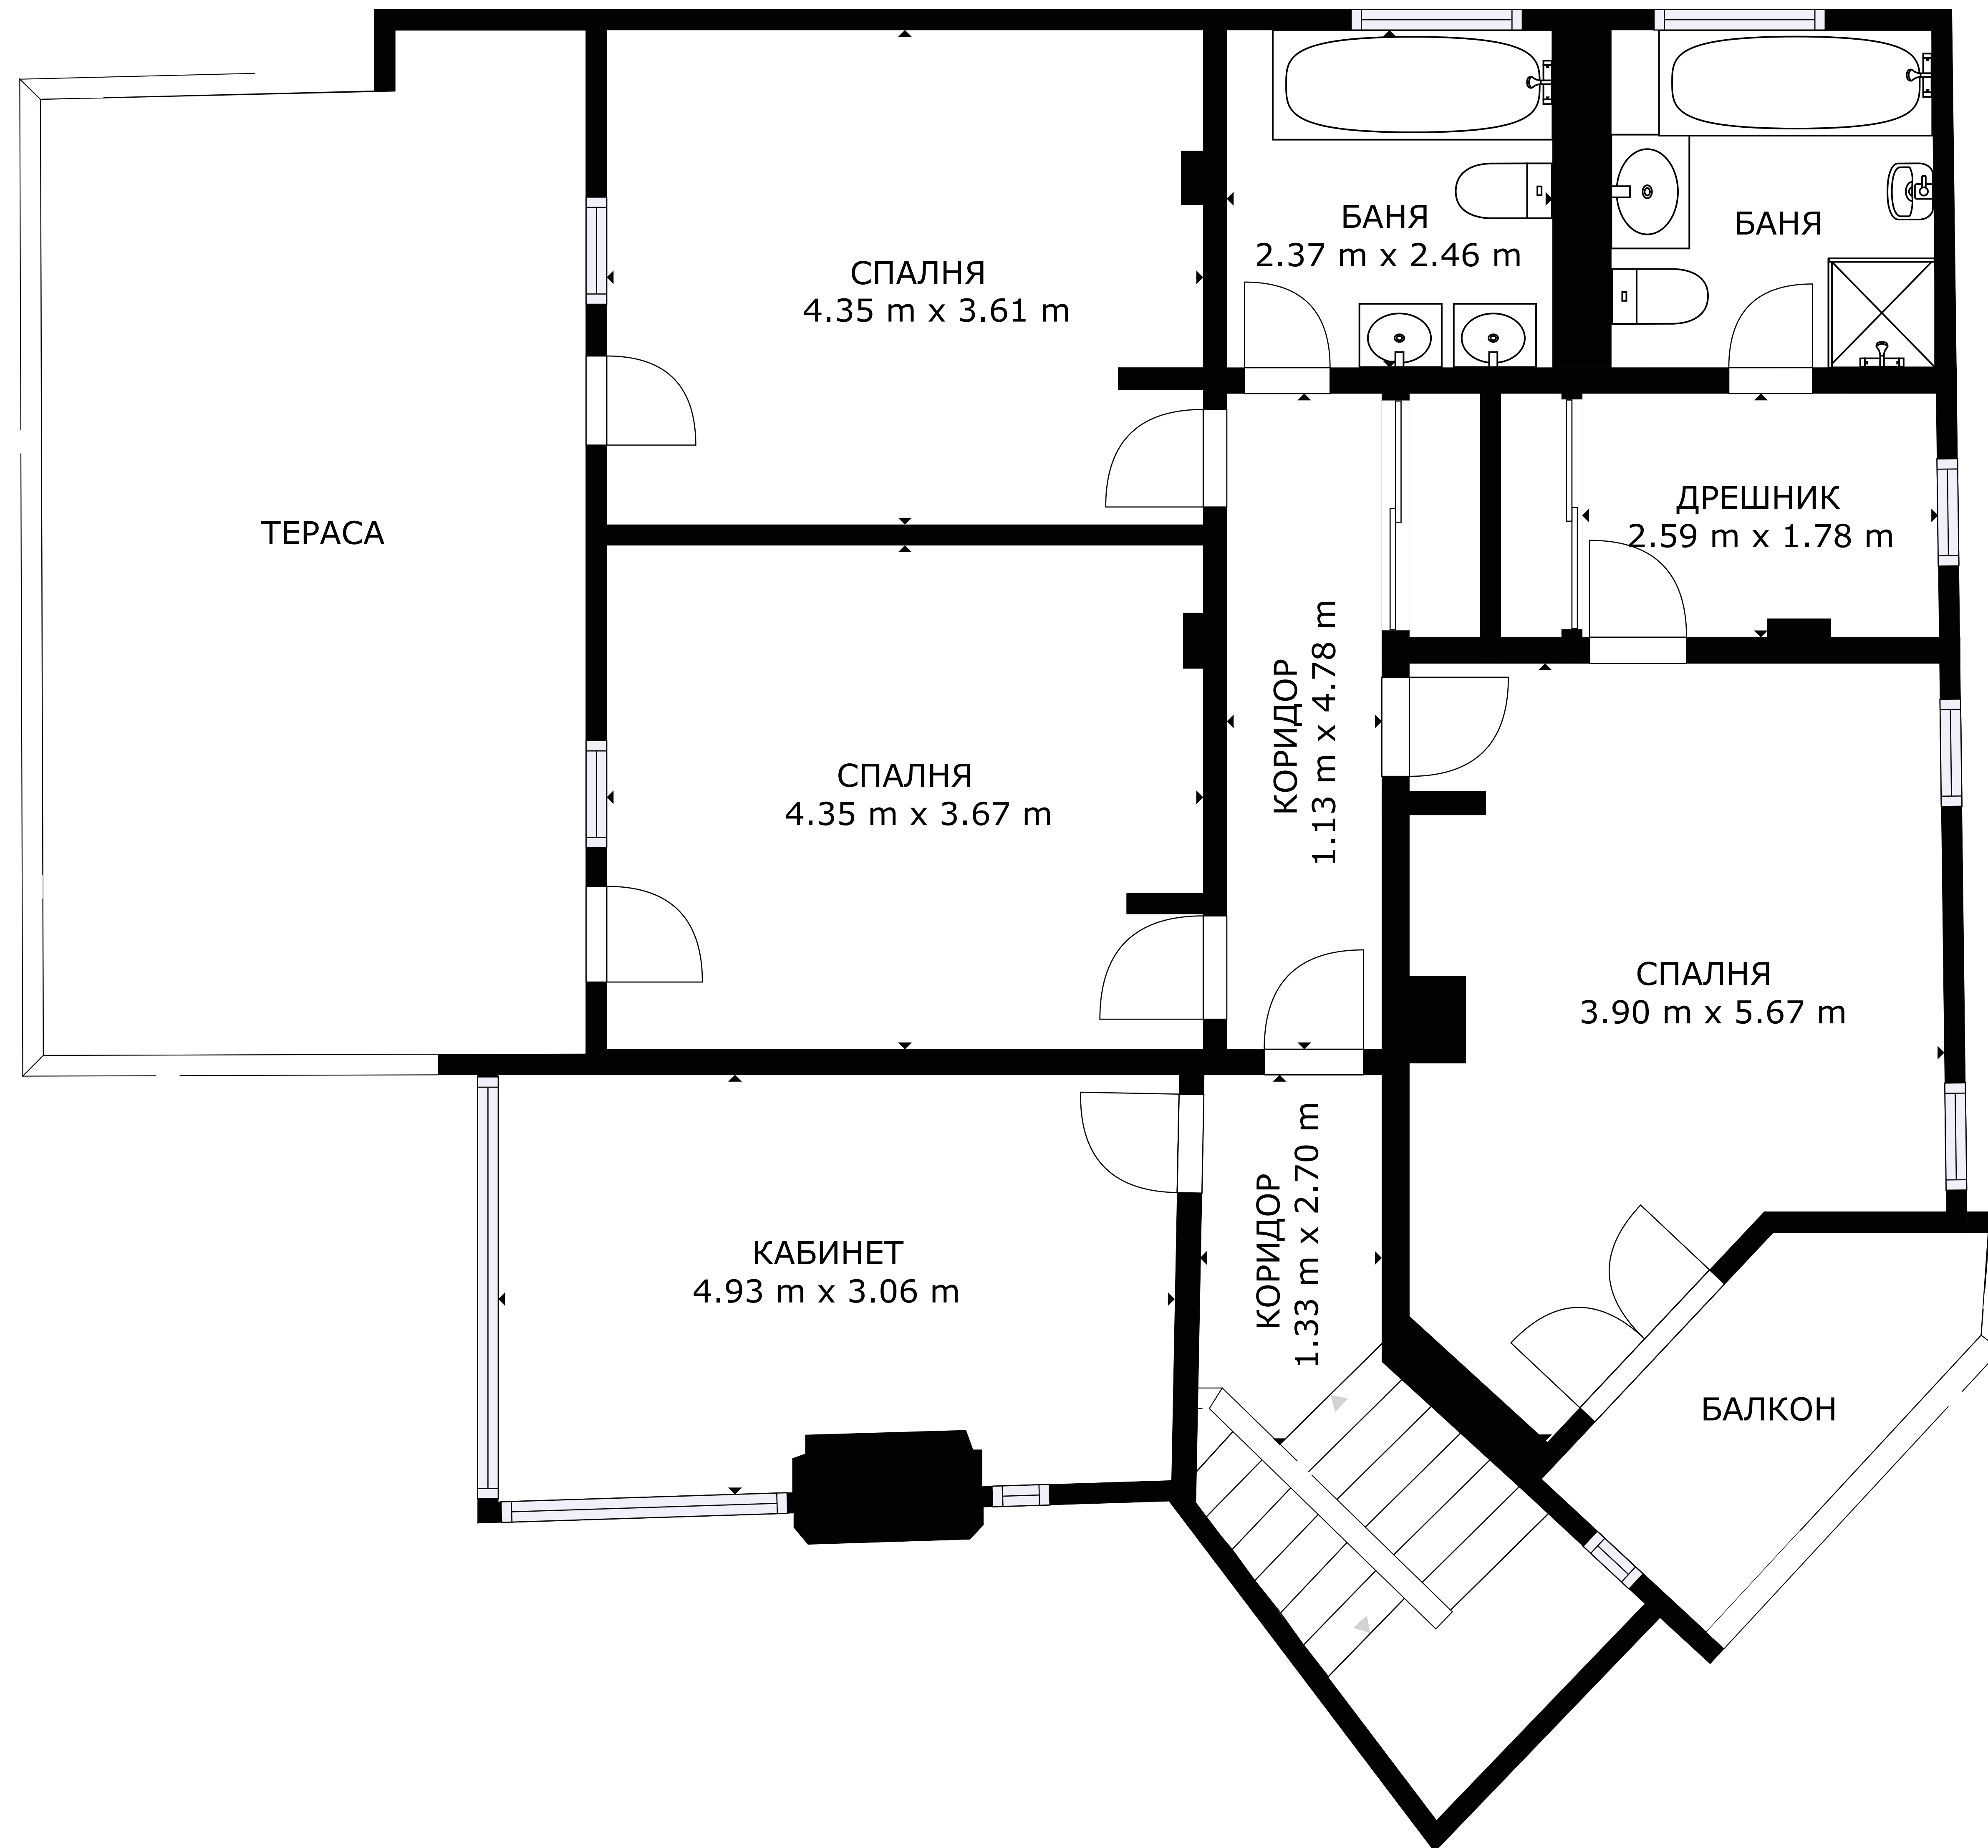 БАНЯ
2.37 m x 2.46 m
БАНЯ
СПАЛНЯ
4.35 m x 3.61 m
ТЕРАСА
ДРЕШНИК
2.59 m x 1.78 m
КОРИДОР
1.13 m x 4.78 m
СПАЛНЯ
4.35 m x 3.67 m
СПАЛНЯ
3.90 m x 5.67 m
КАБИНЕТ
4.93 m x 3.06 m
КОРИДОР
1.33 m x 2.70 m
БАЛКОН